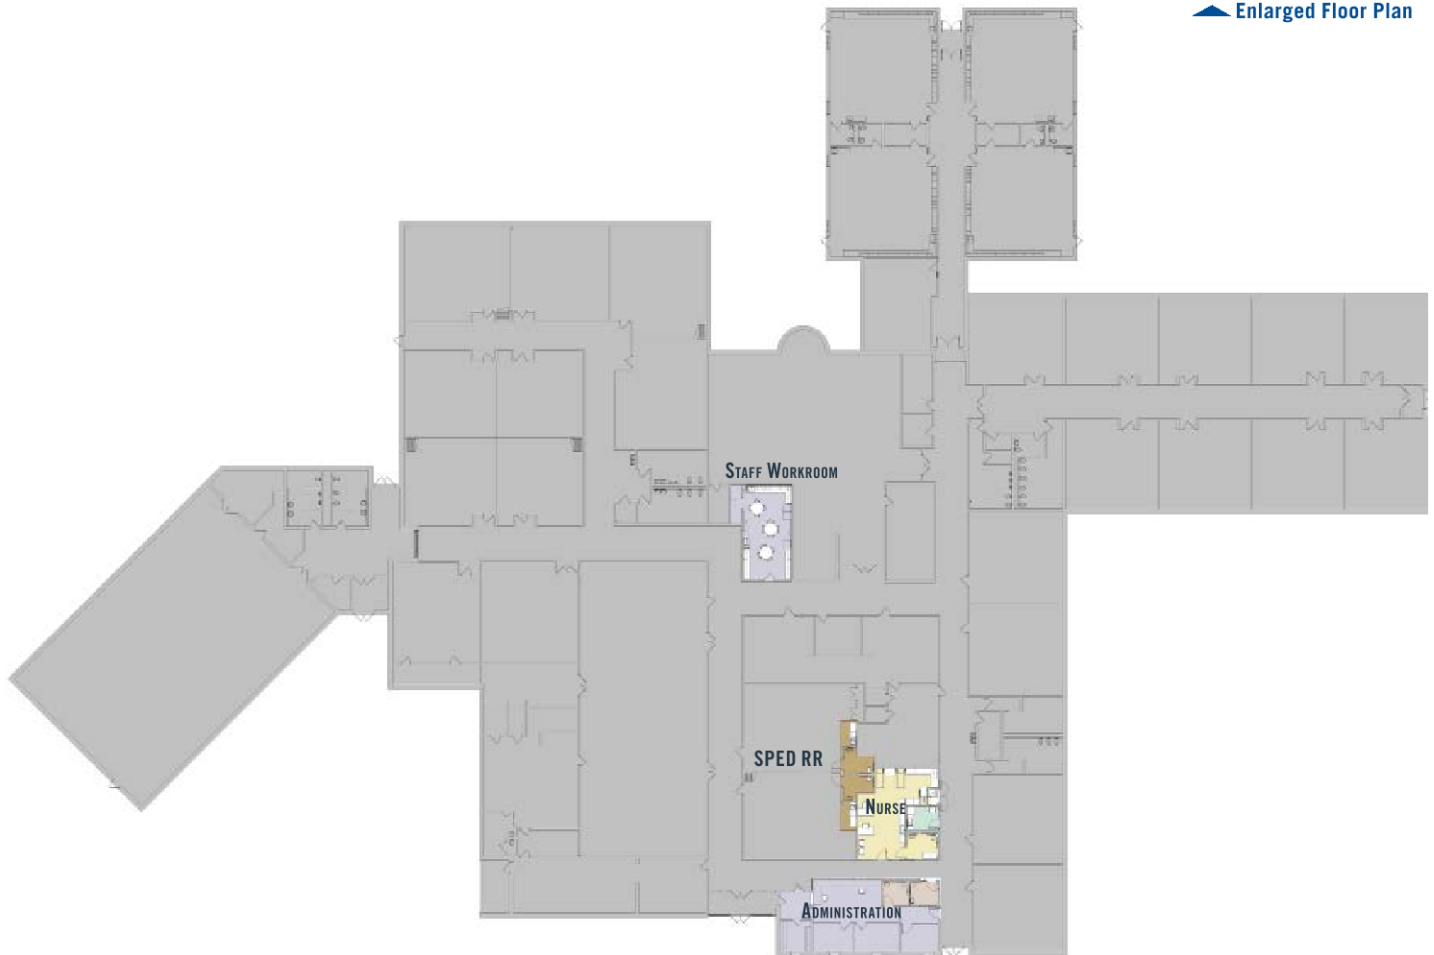 Enlarged Floor Plan
STAFF WORKROOM
SPED RR
NURSE
ADMINISTRATION